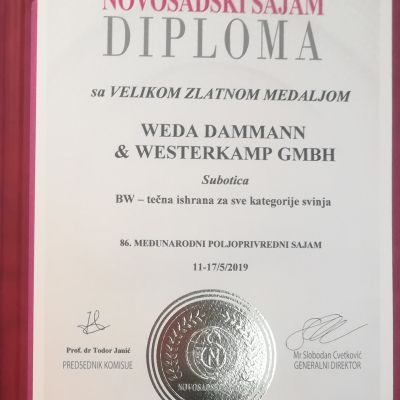 NOVOSADSKI SAJAM
DIPLOMA
sa VELIKOM ZLATNOM MEDALJOM
WEDA DAMMANN
& WESTERKAMP GMBH
Subotica
BW – tečna ishrana za sve kategorije svinja
86. MEĐUNARODNI POLJOPRIVREDNI SAJAM
11-17/5/2019
Prof. dr Todor Janić
PREDSEDNIK KOMISIJE
Mr Slobodan Cvetković
GENERALNI DIREKTOR
NOVOSADSKI